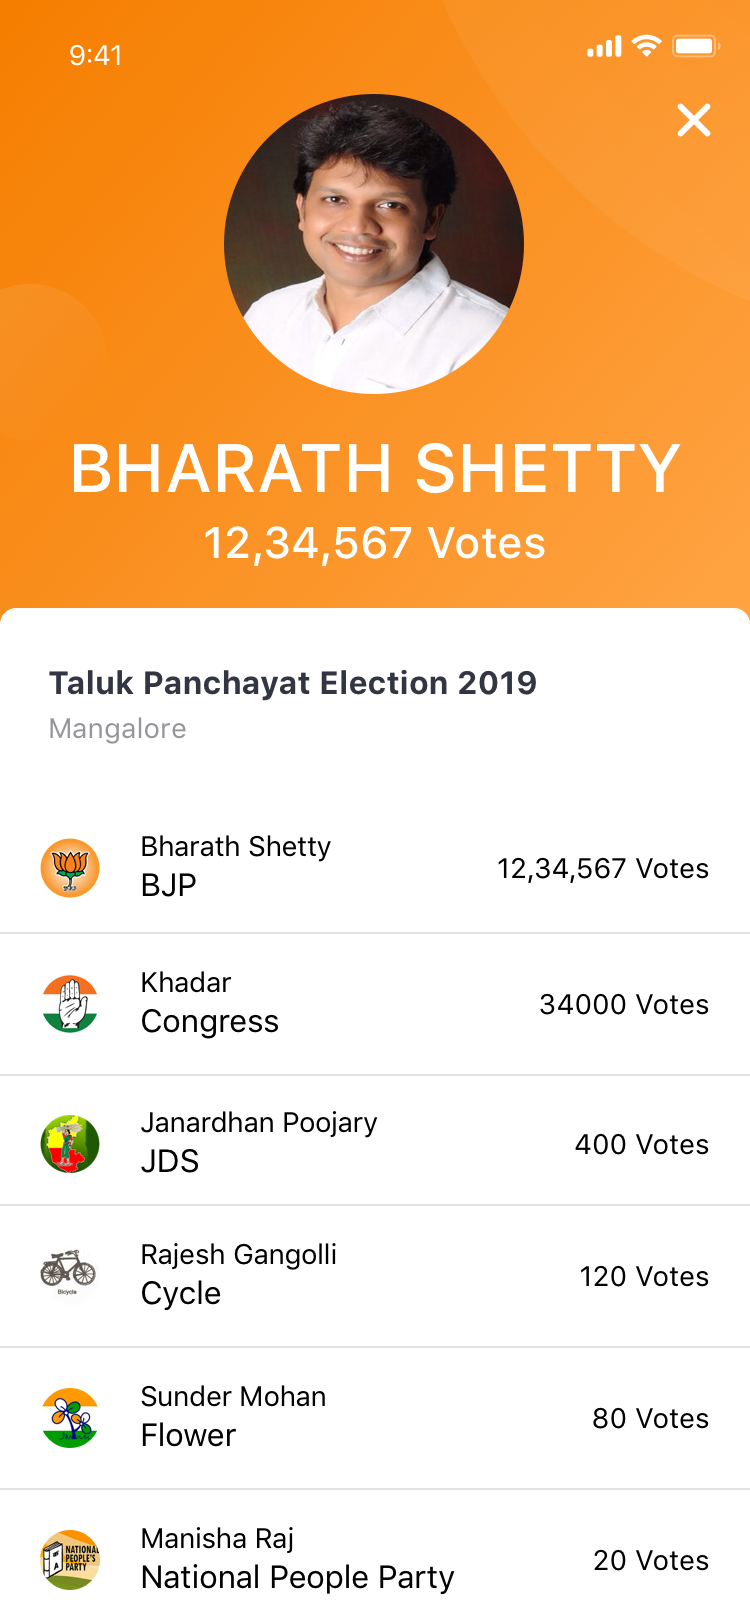 9:41
BHARATH SHETTY
12,34,567 Votes
Taluk Panchayat Election 2019
Mangalore
Bharath Shetty
BJP
12,34,567 Votes
Khadar
Congress
34000 Votes
Janardhan Poojary
JDS
400 Votes
Rajesh Gangolli
Cycle
120 Votes
Bicycle
Sunder Mohan
Flower
80 Votes
Manisha Raj
National People Party
20 Votes
NATIONAL
PEOPLE'S
PARTY